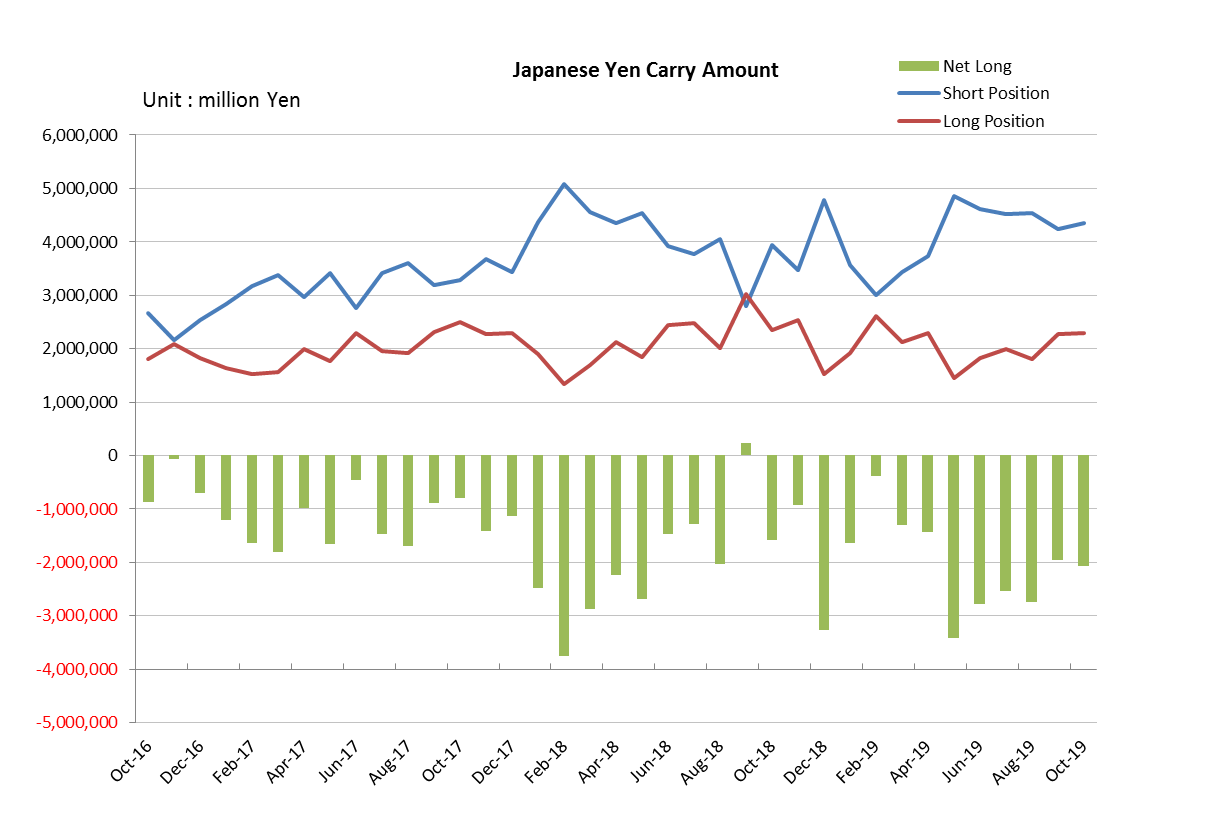 Japanese Yen Carry Amount
Net Long
Short Position
Long Position
Unit : million Yen
6,000,000
5,000,000
4,000,000
3,000,000
2,000,000
1,000,000
0
-1,000,000
-2,000,000
-3,000,000
-4,000,000
-5,000,000
Oct-16
Dec-16
Feb-17
Apr-17
Jun-17
Aug-17
Oct-17
Dec-17
Feb-18
Apr-18
Jun-18
Aug-18
Oct-18
Dec-18
Feb-19
Apr-19
Jun-19
Aug-19
Oct-19